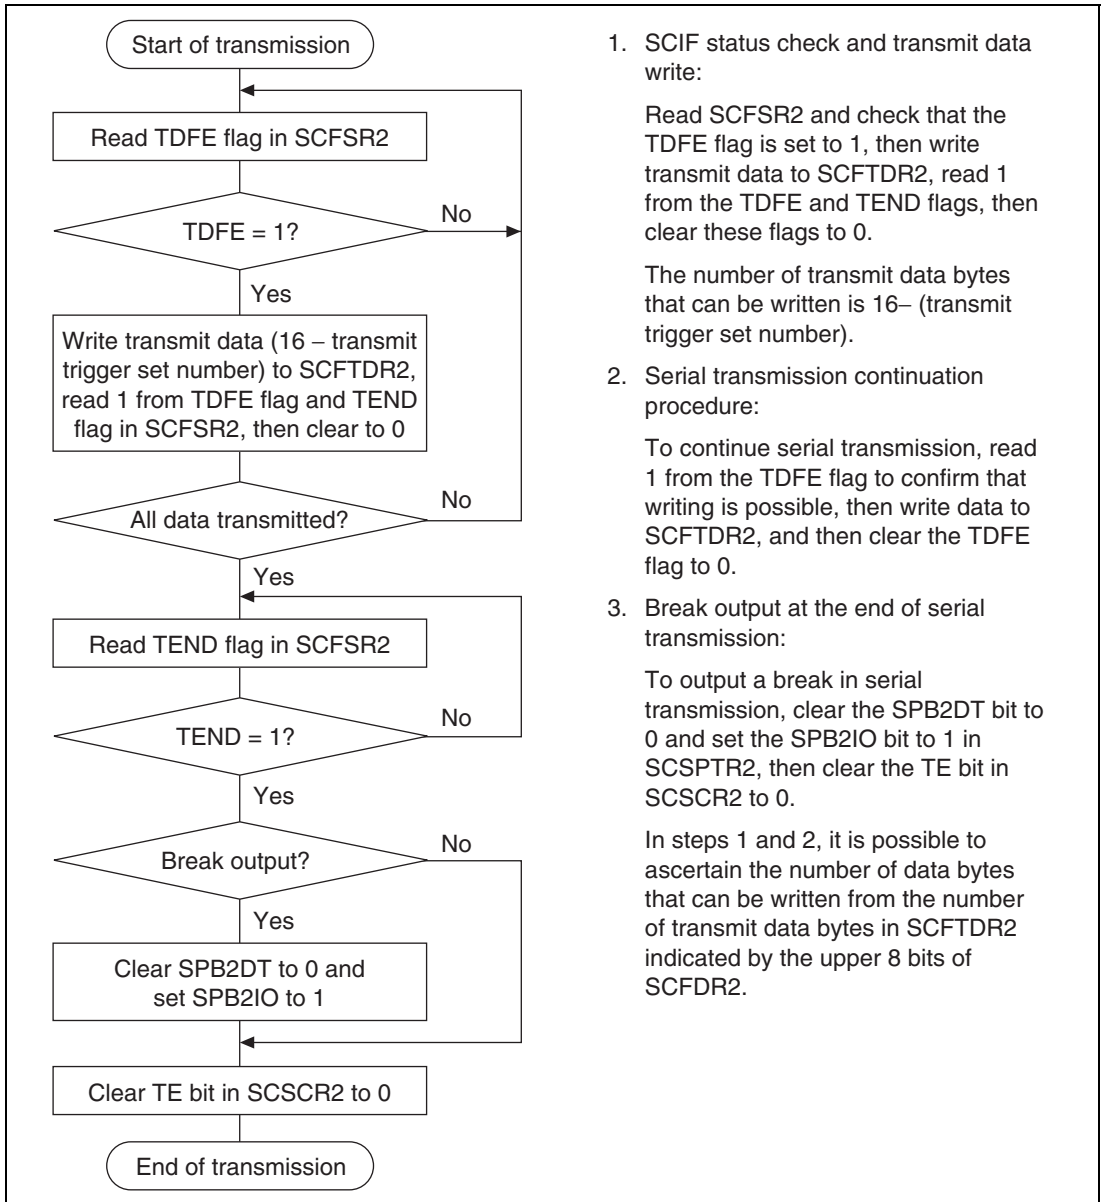 Start of transmission
Read TDFE flag in SCFSR2
TDFE = 1?
No
Yes
Write transmit data (16 – transmit
trigger set number) to SCFTDR2,
read 1 from TDFE flag and TEND
flag in SCFSR2, then clear to 0
All data transmitted?
No
Yes
Read TEND flag in SCFSR2
TEND = 1?
No
Yes
Break output?
No
Yes
Clear SPB2DT to 0 and
set SPB2IO to 1
Clear TE bit in SCSCR2 to 0
End of transmission
1. SCIF status check and transmit data
write:
Read SCFSR2 and check that the
TDFE flag is set to 1, then write
transmit data to SCFTDR2, read 1
from the TDFE and TEND flags, then
clear these flags to 0.
The number of transmit data bytes
that can be written is 16– (transmit
trigger set number).
2. Serial transmission continuation
procedure:
To continue serial transmission, read
1 from the TDFE flag to confirm that
writing is possible, then write data to
SCFTDR2, and then clear the TDFE
flag to 0.
3. Break output at the end of serial
transmission:
To output a break in serial
transmission, clear the SPB2DT bit to
0 and set the SPB2IO bit to 1 in
SCSPTR2, then clear the TE bit in
SCSCR2 to 0.
In steps 1 and 2, it is possible to
ascertain the number of data bytes
that can be written from the number
of transmit data bytes in SCFTDR2
indicated by the upper 8 bits of
SCFDR2.